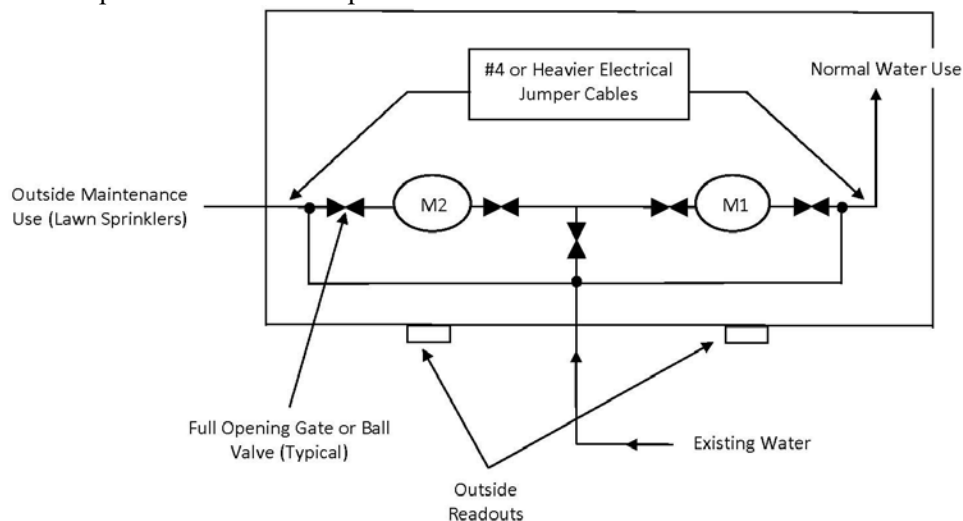 #4 or Heavier Electrical
Jumper Cables
Normal Water Use
Outside Maintenance
Use (Lawn Sprinklers)
M2
M1
Full Opening Gate or Ball
Valve (Typical)
Existing Water
Outside
Readouts